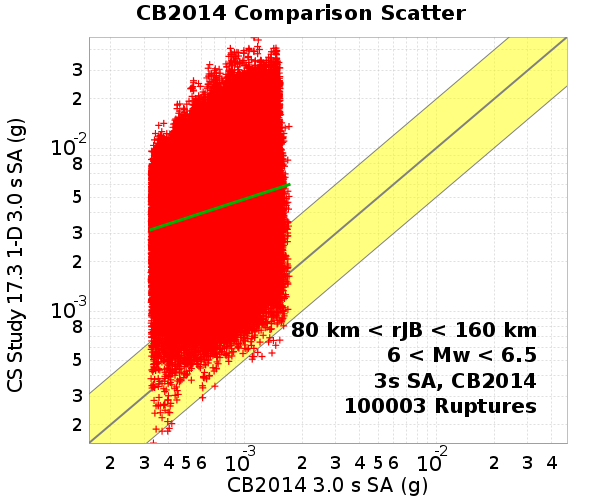 CB2014 Comparison Scatter
CS Study 17.3 1-D 3.0 s SA (g)
3
2
10-2
8
5
3
2
10-3
8
5
3
2
80 km < rJB < 160 km
6 < Mw < 6.5
3s SA, CB2014
100003 Ruptures
2 3 4 5 6 10-3 2 3 4 5 6 10-2 2 3 4
CB2014 3.0 s SA (g)